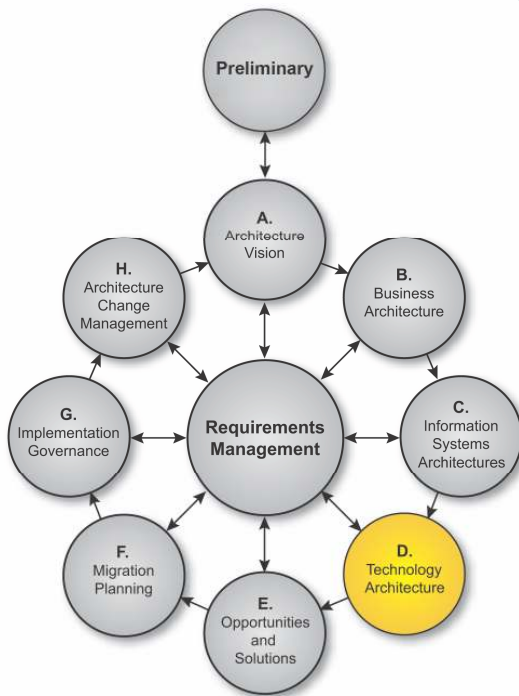 Preliminary
A.
Architecture
Vision
H.
Architecture
Change
Management
B.
Business
Architecture
G.
Implementation
Governance
Requirements
Management
C.
Information
Systems
Architectures
F.
Migration
Planning
D.
Technology
Architecture
E.
Opportunities
and
Solutions